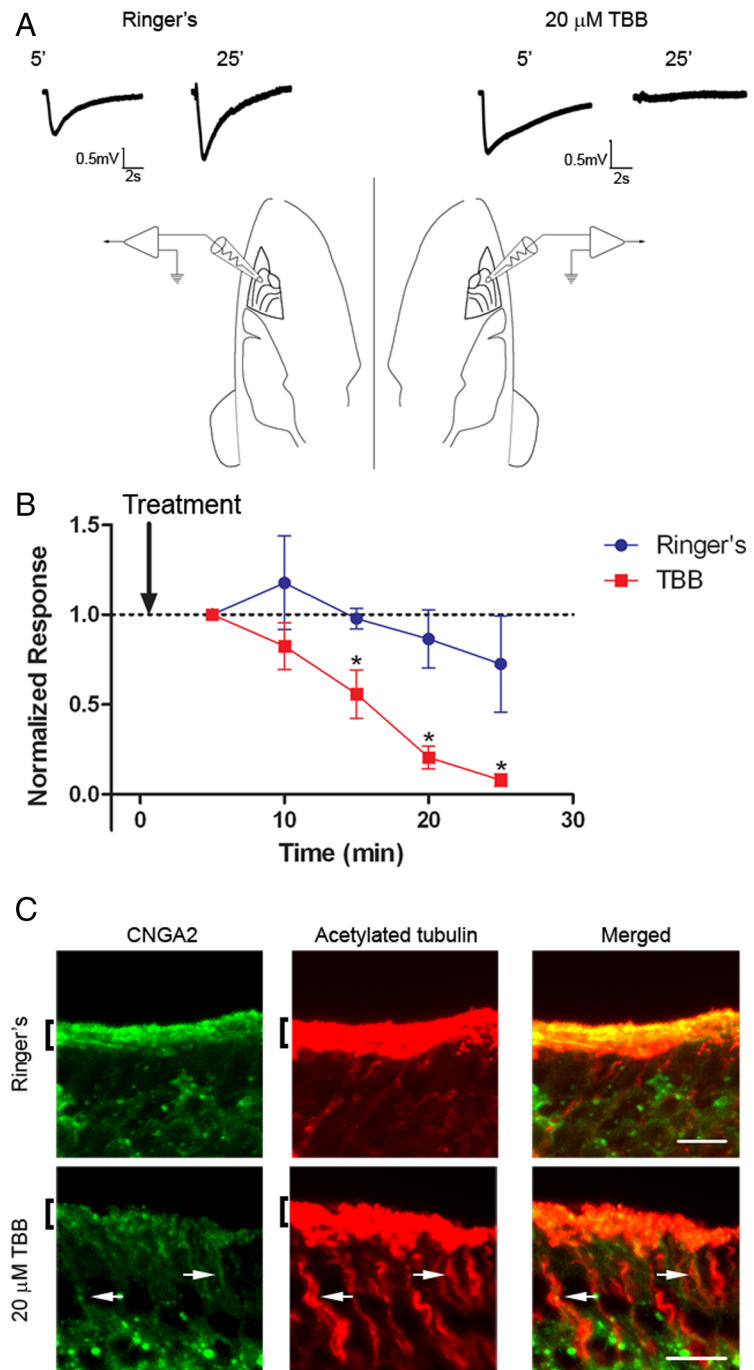 A
Ringer's
20 μM TBB
5’
25’
5’
25’
0.5mV
2s
0.5mV
2s
B
Treatment
1.5
1.0
0.5
0.0
Normalized Response
0
10
20
30
Time (min)
Ringer's
TBB
*
*
*
C
CNGA2
Acetylated tubulin
Merged
Ringer's
20 μM TBB